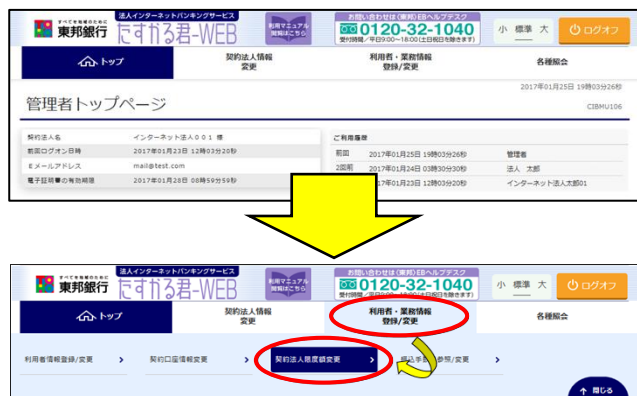 すべてを地域のために
東邦銀行
法人インターネットバンキングサービス
たすかる君-WEB
利用マニュアル
閲覧はこちら
お問い合わせは(東邦)EBヘルプデスク
0120-32-1040
受付時間/平日9:00~18:00(土日祝日を除きます)
小 標準 大
ログオフ
トップ
契約法人情報
変更
利用者・業務情報
登録/変更
各種照会
2017年01月25日 19時03分26秒
管理者トップページ
CIBMU106
契約法人名 インターネット法人001 様
前回ログオン日時 2017年01月23日 12時03分20秒
Eメールアドレス mail@test.com
電子証明書の有効期限 2017年01月28日 08時59分59秒
ご利用履歴
前回 2017年01月25日 19時03分26秒 管理者
2回前 2017年01月24日 03時30分30秒 法人 太郎
2017年01月23日 12時03分20秒 インターネット法人太郎01
すべてを地域のために
東邦銀行
法人インターネットバンキングサービス
たすかる君-WEB
利用マニュアル
閲覧はこちら
お問い合わせは(東邦)EBヘルプデスク
0120-32-1040
小 標準 大
ログオフ
トップ
契約法人情報
変更
利用者・業務情報
登録/変更
各種照会
利用者情報登録/変更
契約口座情報変更
契約法人限度額変更
参照/変更
閉じる